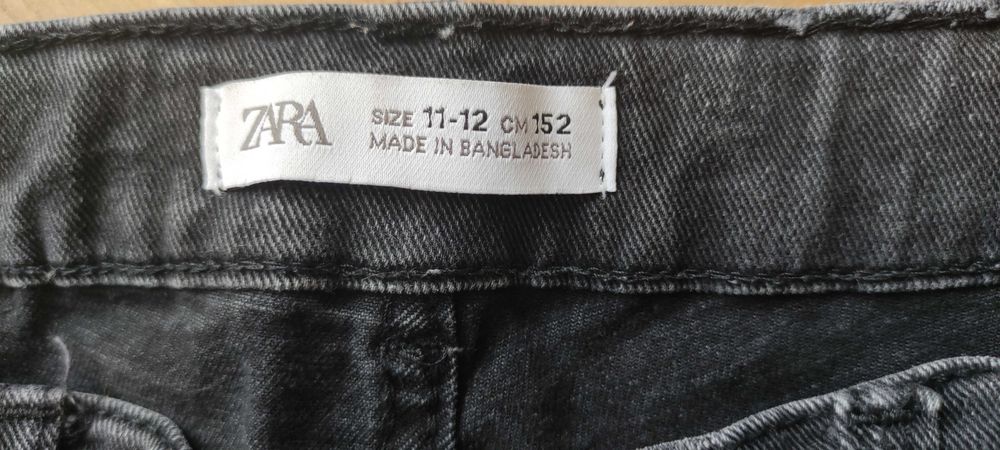 ZARA
SIZE 11-12 CM 152
MADE IN BANGLADESH